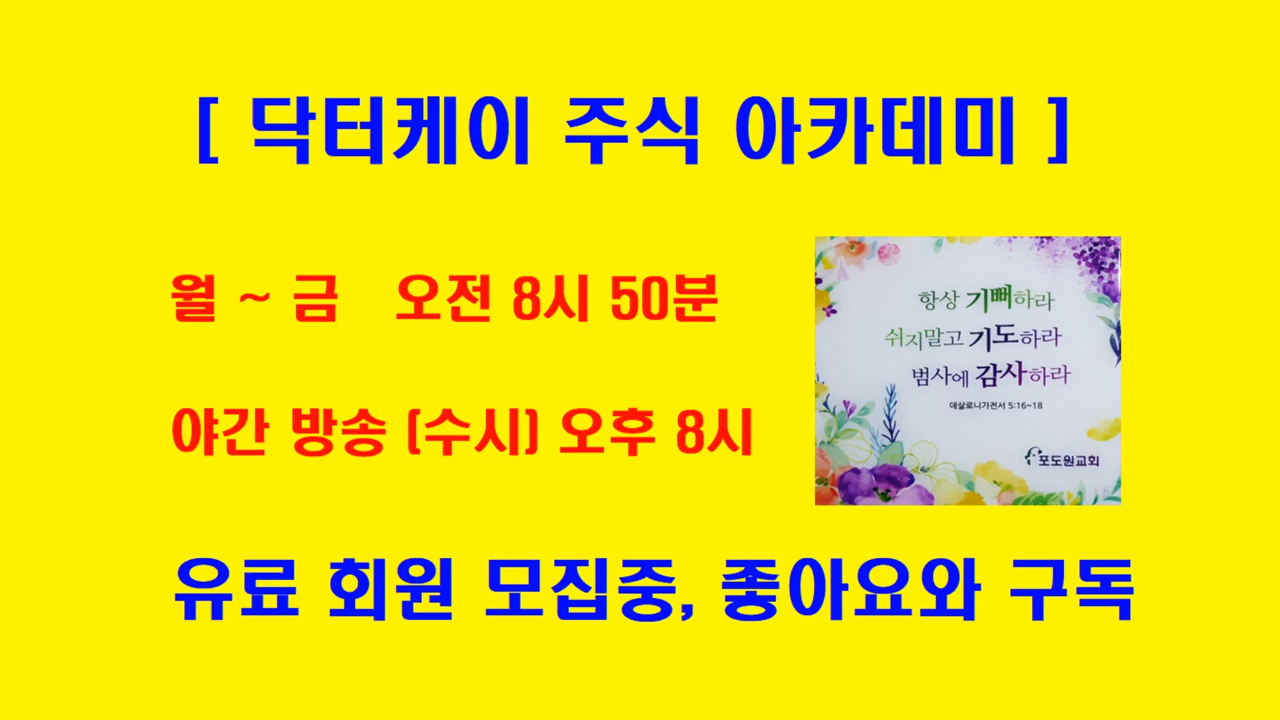 [ 닥터케이 주식 아카데미 ]
월 ~ 금 오전 8시 50분
야간 방송 (수시) 오후 8시
항상 기뻐하라
쉬지말고 기도하라
범사에 감사하라
데살로니가전서 5:16~18
포도원교회
유료 회원 모집중, 좋아요와 구독